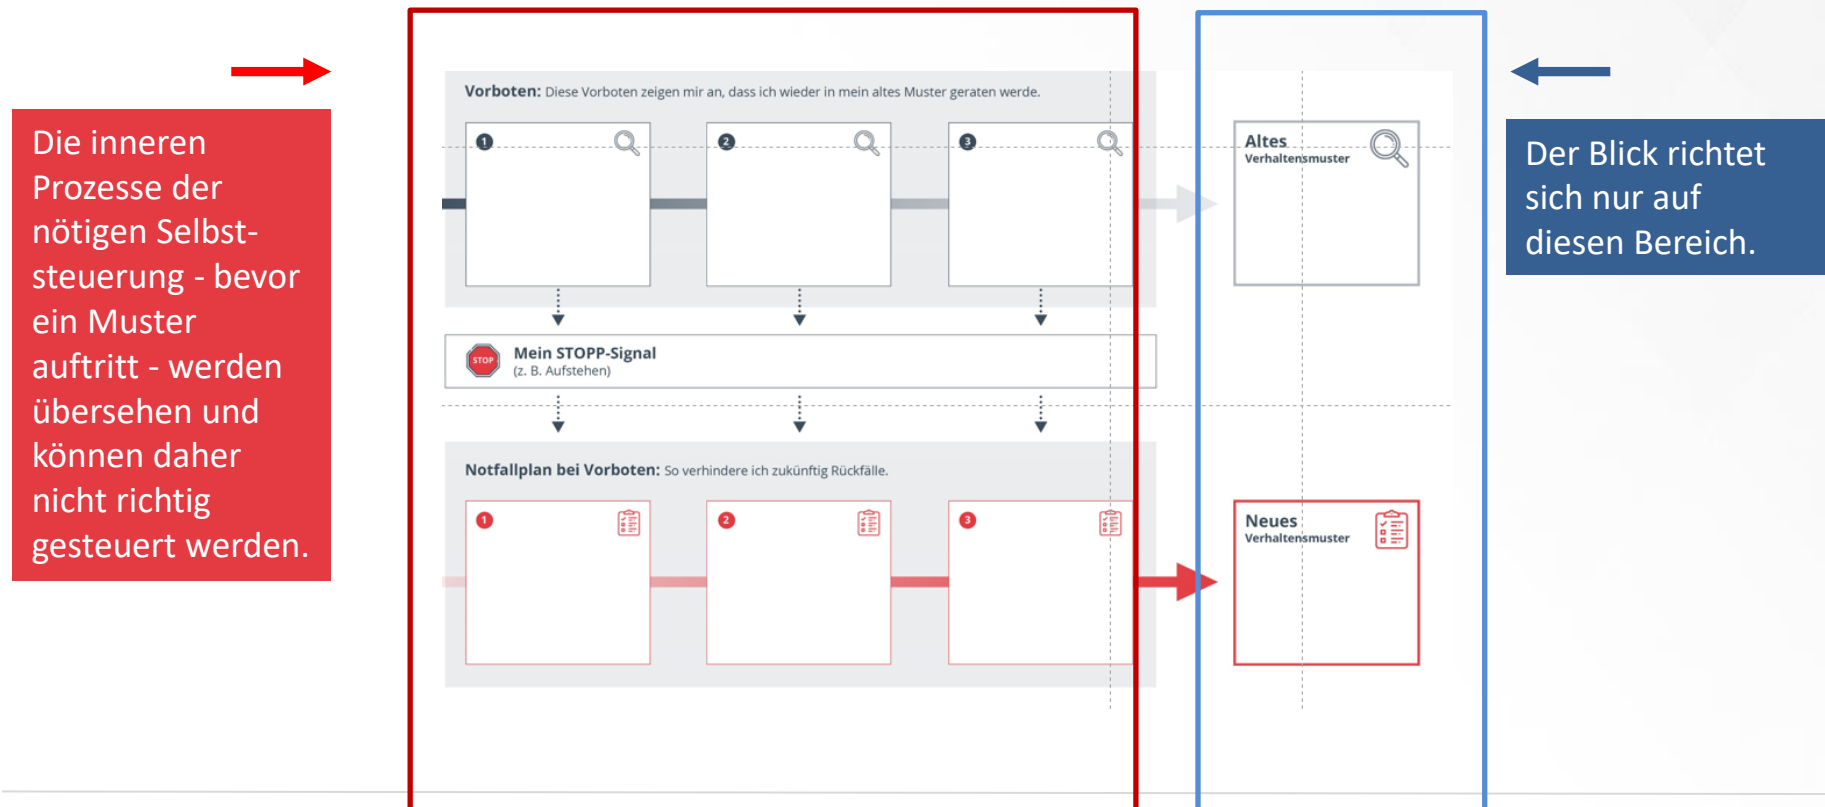 Die inneren
Prozesse der
nötigen Selbst-
steuerung - bevor
ein Muster
auftritt - werden
übersehen und
können daher
nicht richtig
gesteuert werden.
Vorboten: Diese Vorboten zeigen mir an, dass ich wieder in mein altes Muster geraten werde.
1
2
3
Altes
Verhaltensmuster
STOP
Mein STOPP-Signal
(z. B. Aufstehen)
Notfallplan bei Vorboten: So verhindere ich zukünftig Rückfälle.
1
2
3
Neues
Verhaltensmuster
Der Blick richtet
sich nur auf
diesen Bereich.